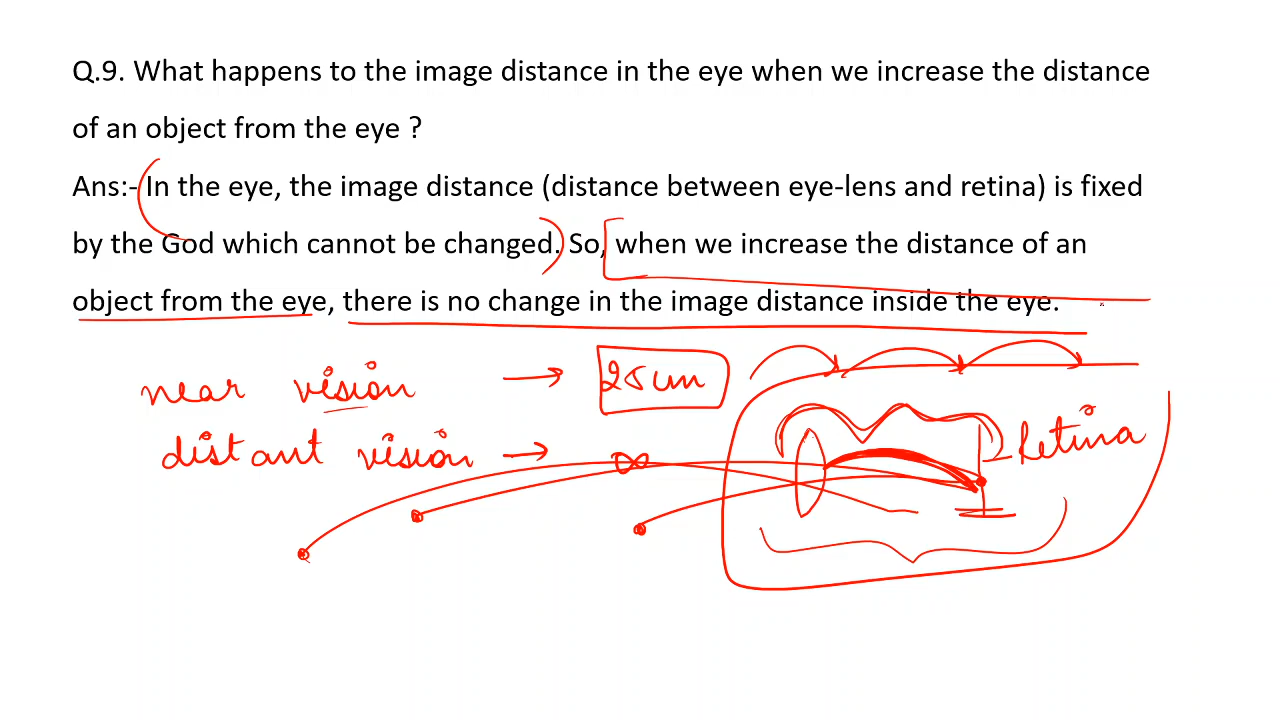 Q.9. What happens to the image distance in the eye when we increase the distance
of an object from the eye ?
Ans:- In the eye, the image distance (distance between eye-lens and retina) is fixed
by the God which cannot be changed. So, when we increase the distance of an
object from the eye, there is no change in the image distance inside the eye.
near vision → 25 cm
distant vision → ∞
Retina